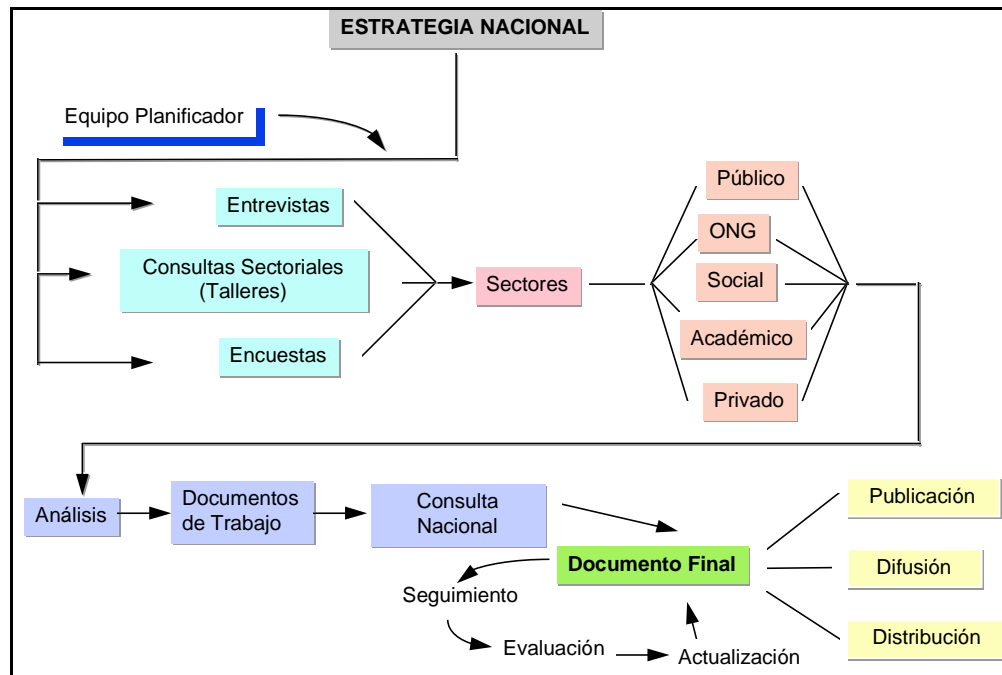 ESTRATEGIA NACIONAL
Equipo Planificador
Entrevistas
Consultas Sectoriales
(Talleres)
Encuestas
Sectores
Público
ONG
Social
Académico
Privado
Análisis
Documentos
de Trabajo
Consulta
Nacional
Documento Final
Seguimiento
Evaluación
Actualización
Publicación
Difusión
Distribución